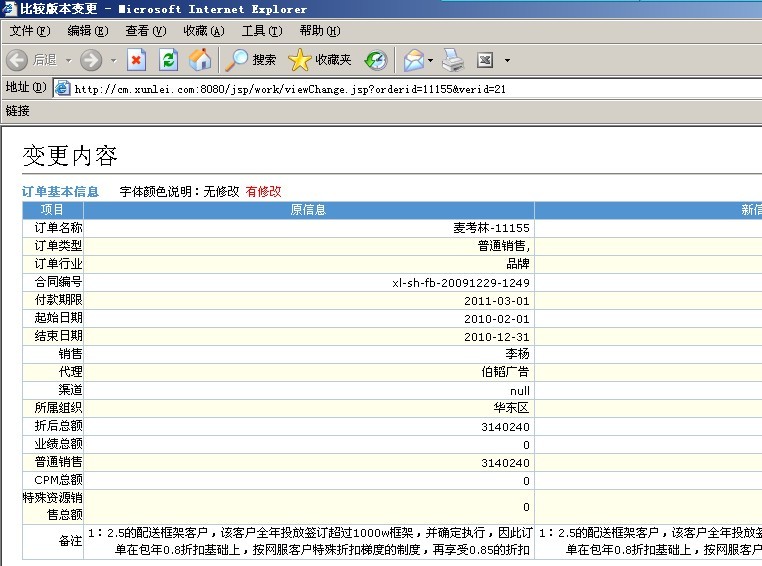 比较版本变更 - Microsoft Internet Explorer
文件(F) 编辑(E) 查看(V) 收藏(A) 工具(T) 帮助(H)
后退 搜索 收藏夹
地址(D) http://cm.xunlei.com:8080/jsp/work/viewChange.jsp?orderid=11155&verid=21
链接
变更内容
订单基本信息 字体颜色说明：无修改 有修改
项目 原信息 新信
订单名称 麦考林-11155
订单类型 普通销售,
订单行业 品牌
合同编号 xl-sh-fb-20091229-1249
付款期限 2011-03-01
起始日期 2010-02-01
结束日期 2010-12-31
销售 李杨
代理 伯韬广告
渠道 null
所属组织 华东区
折后总额 3140240
业绩总额 0
普通销售 3140240
CPM总额 0
特殊资源销
售总额 0
备注 1：2.5的配送框架客户，该客户全年投放签订超过1000w框架，并确定执行，因此订 1：2.5的配送框架客户，该客户全年投放签
单在包年0.8折扣基础上，按网服客户特殊折扣梯度的制度，再享受0.85的折扣 单在包年0.8折扣基础上，按网服客户